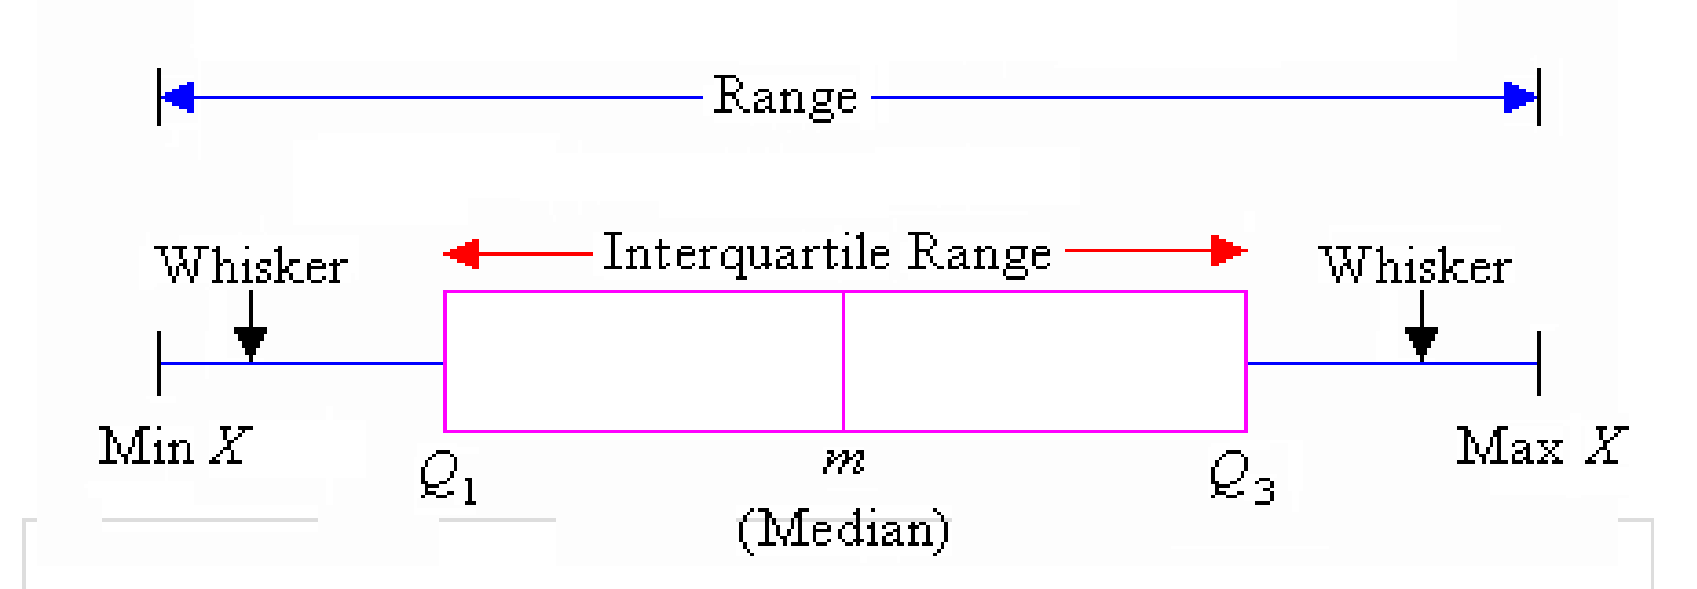 Range
Interquartile Range
Whisker
Whisker
Min X
Max X
Q1
m
Q3
(Median)